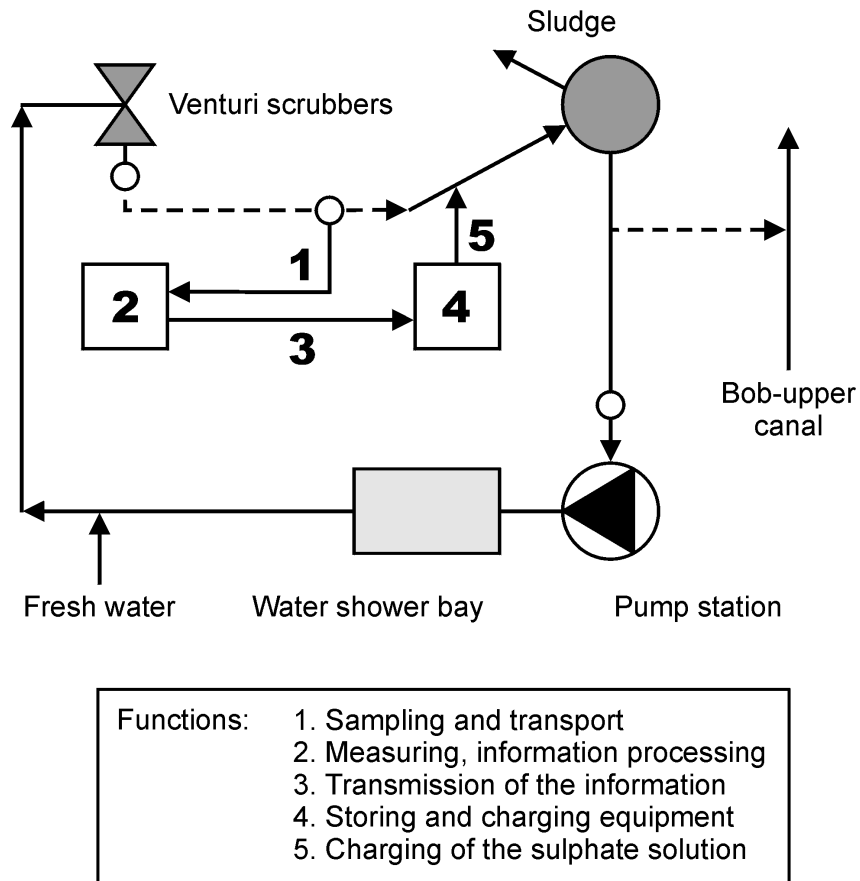 Sludge
Venturi scrubbers
1
5
2
4
3
Bob-upper
canal
Fresh water
Water shower bay
Pump station
Functions:
1. Sampling and transport
2. Measuring, information processing
3. Transmission of the information
4. Storing and charging equipment
5. Charging of the sulphate solution